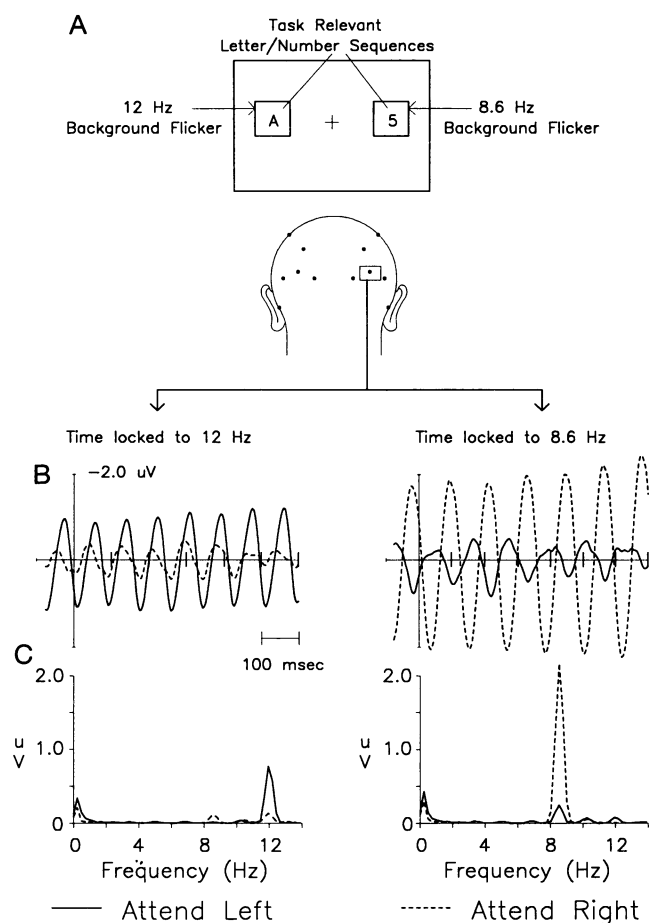 A
Task Relevant
Letter/Number Sequences
12 Hz
Background Flicker
A
+
5
8.6 Hz
Background Flicker
Time locked to 12 Hz
Time locked to 8.6 Hz
B
-2.0 uV
100 msec
C
2.0
1.0
0
u
V
0 4 8 12
Frequency (Hz)
2.0
1.0
0
u
V
0 4 8 12
Frequency (Hz)
Attend Left
Attend Right